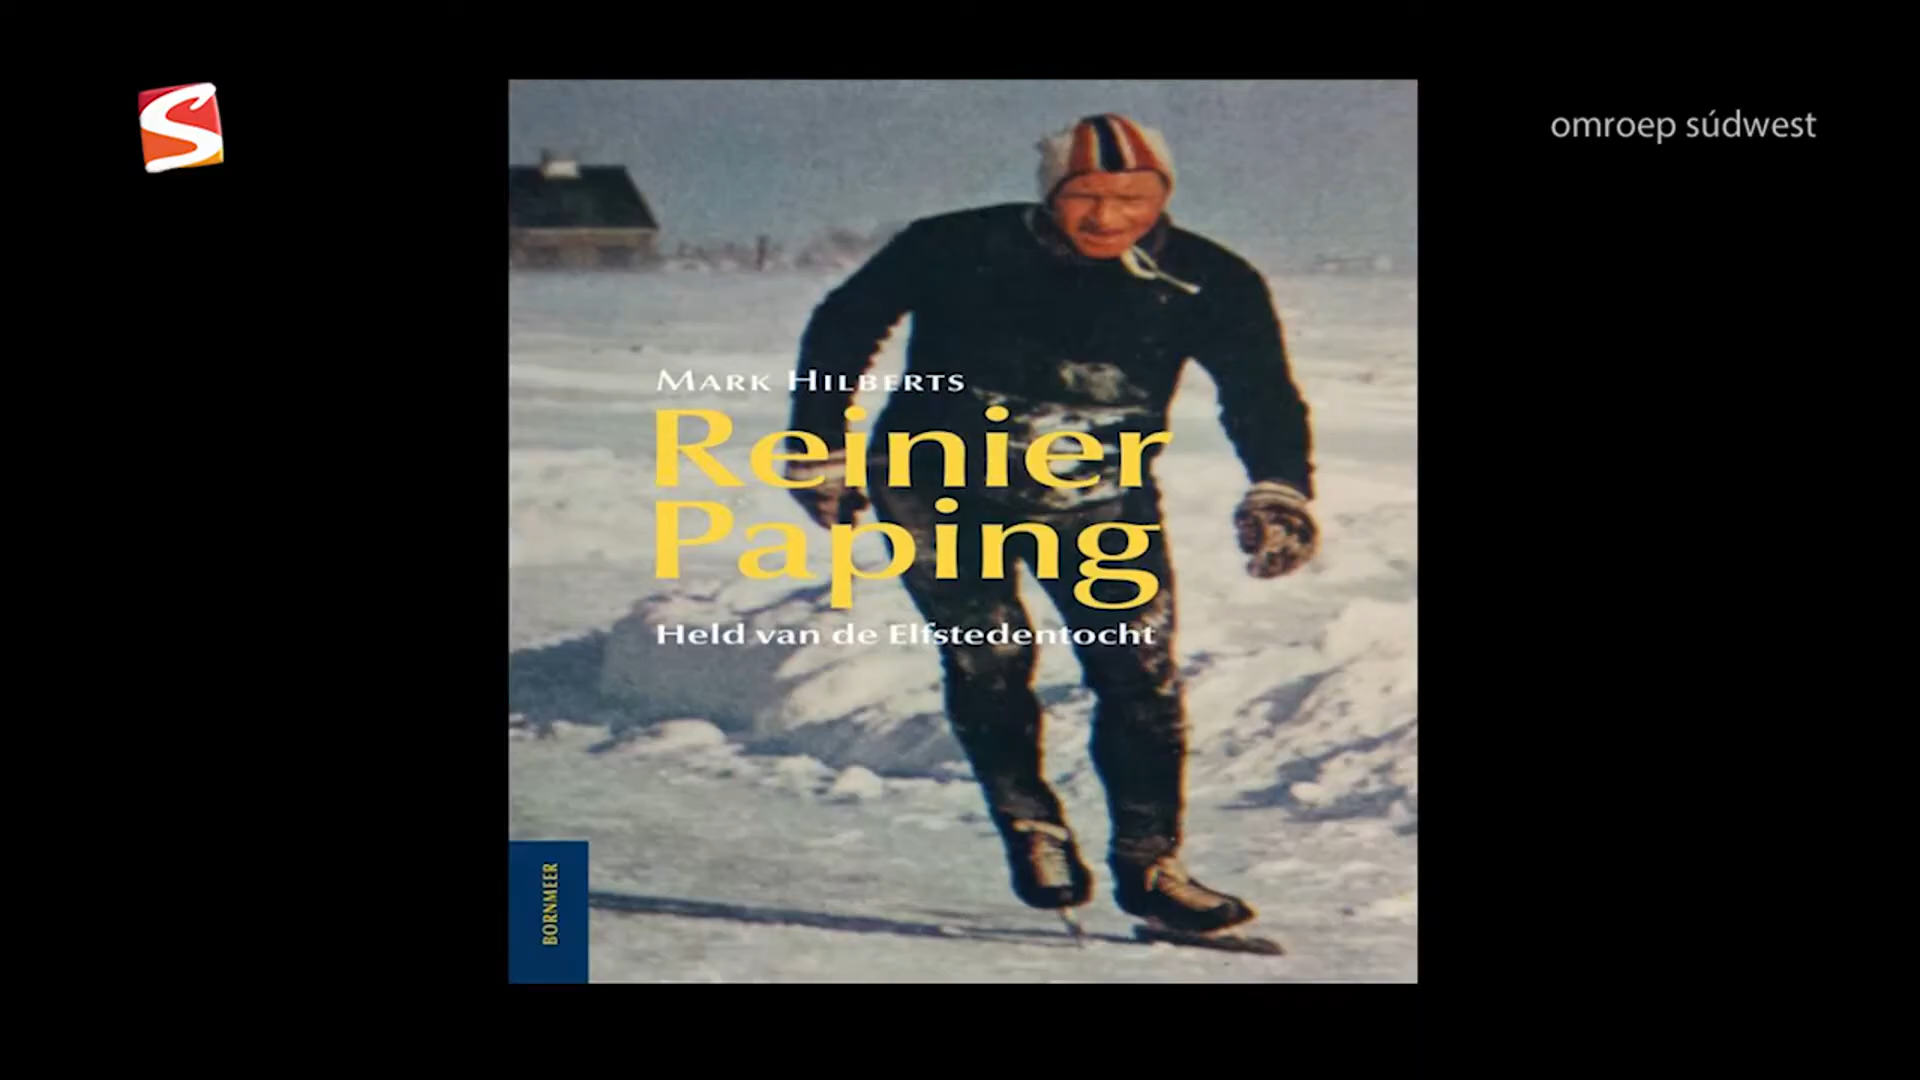 omroep súdwest
MARK HILBERTS
Reinier
Paping
Held van de Elfstedentocht
BORNMEER